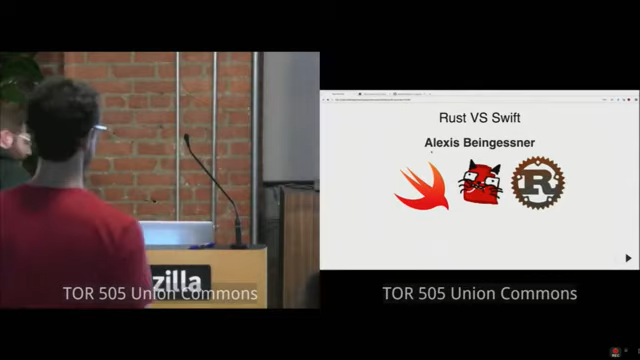 Rust VS Swift
Alexis Beingessner
R
zilla
TOR 505 Union Commons
TOR 505 Union Commons